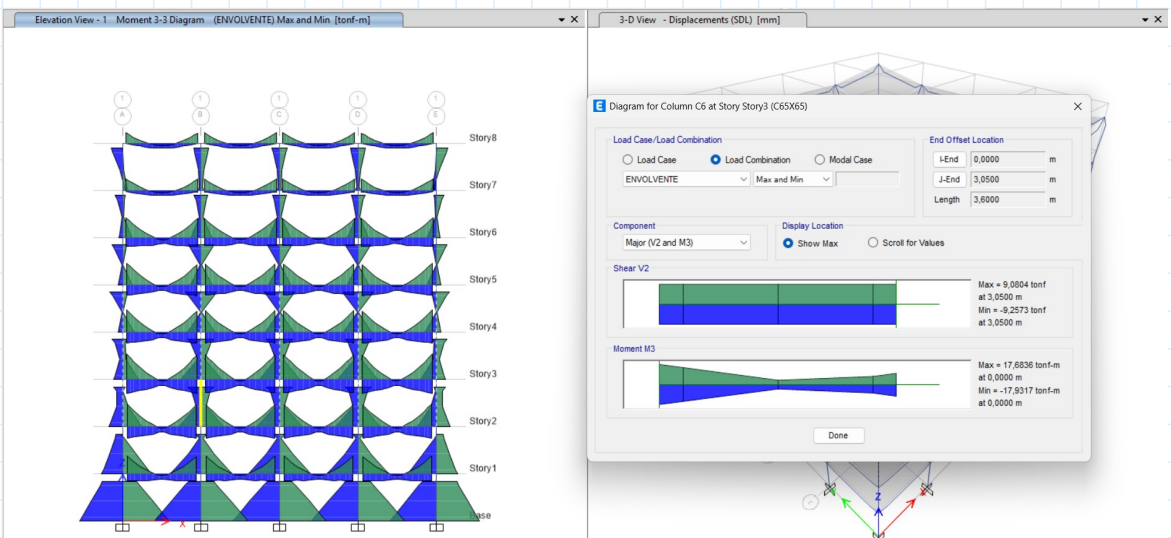 Elevation View - 1 Moment 3-3 Diagram (ENVOLVENTE) Max and Min [tonf-m]
3-D View - Displacements (SDL) [mm]
1 1 1 1 1
A B C D E
Story8
Story7
Story6
Story5
Story4
Story3
Story2
Story1
Base
Z
X
Diagram for Column C6 at Story Story3 (C65X65)
Load Case/Load Combination
Load Case
Load Combination
Modal Case
ENVOLVENTE
Max and Min
End Offset Location
I-End 0,0000 m
J-End 3,0500 m
Length 3,6000 m
Component
Major (V2 and M3)
Display Location
Show Max
Scroll for Values
Shear V2
Max = 9,0804 tonf
at 3,0500 m
Min = -9,2573 tonf
at 3,0500 m
Moment M3
Max = 17,6836 tonf-m
at 0,0000 m
Min = -17,9317 tonf-m
at 0,0000 m
Done
Z